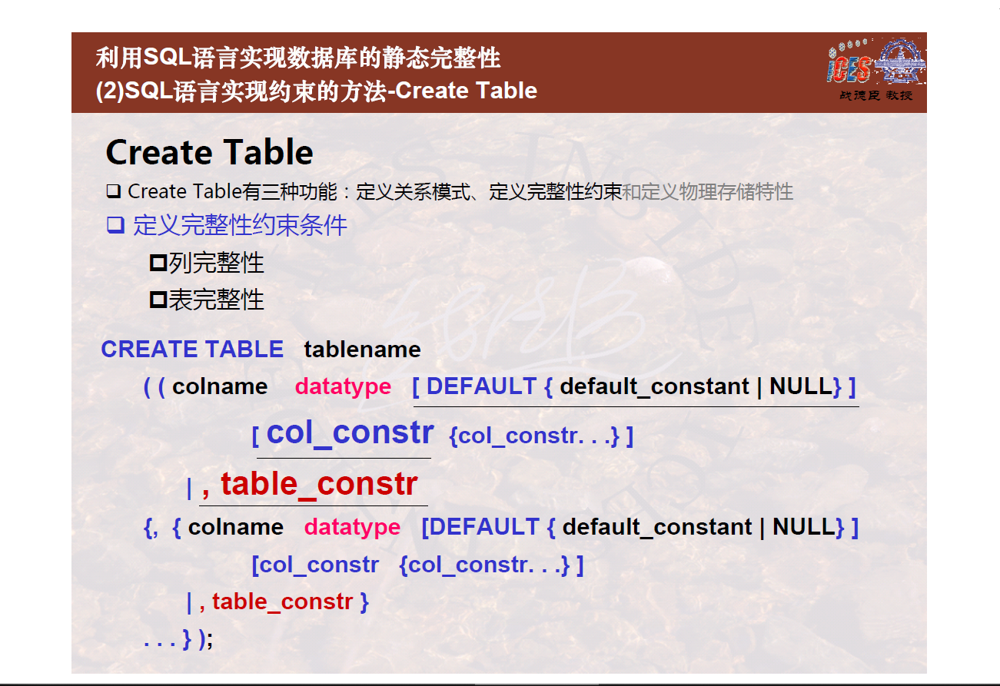 利用SQL语言实现数据库的静态完整性
(2)SQL语言实现约束的方法-Create Table
iCES
战德臣 教授
Create Table
❑ Create Table有三种功能：定义关系模式、定义完整性约束和定义物理存储特性
❑ 定义完整性约束条件
列完整性
表完整性
CREATE TABLE tablename
( ( colname datatype [ DEFAULT { default_constant | NULL} ]
[ col_constr {col_constr. . .} ]
| , table_constr
{, { colname datatype [DEFAULT { default_constant | NULL} ]
[col_constr {col_constr. . .} ]
| , table_constr }
. . . } );